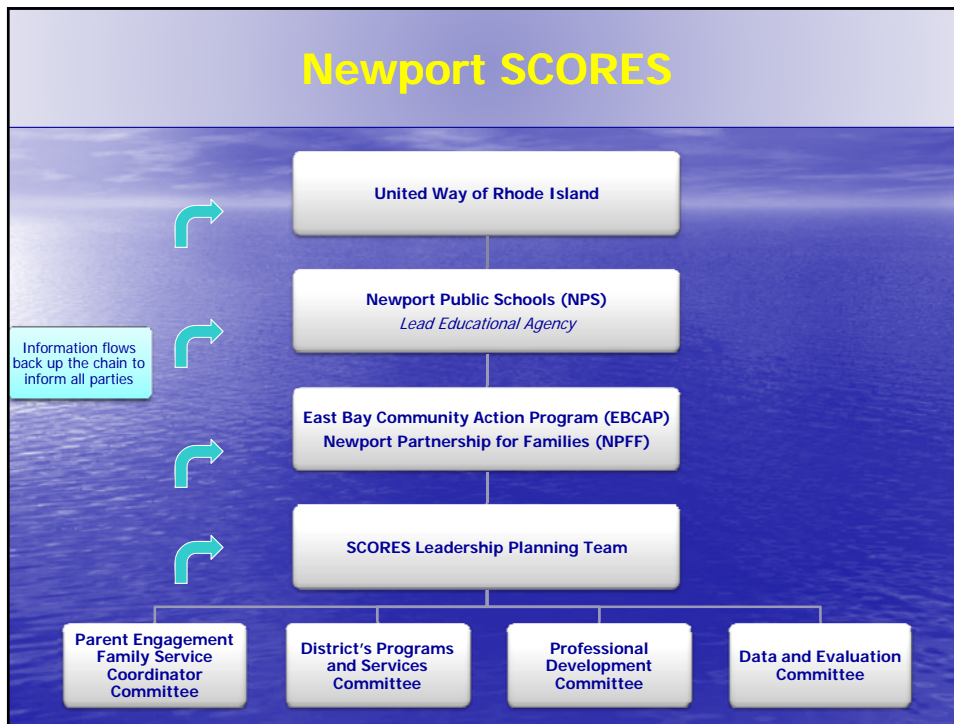 Newport SCORES
United Way of Rhode Island
Newport Public Schools (NPS)
Lead Educational Agency
Information flows
back up the chain to
inform all parties
East Bay Community Action Program (EBCAP)
Newport Partnership for Families (NPFF)
SCORES Leadership Planning Team
Parent Engagement
Family Service
Coordinator
Committee
District's Programs
and Services
Committee
Professional
Development
Committee
Data and Evaluation
Committee